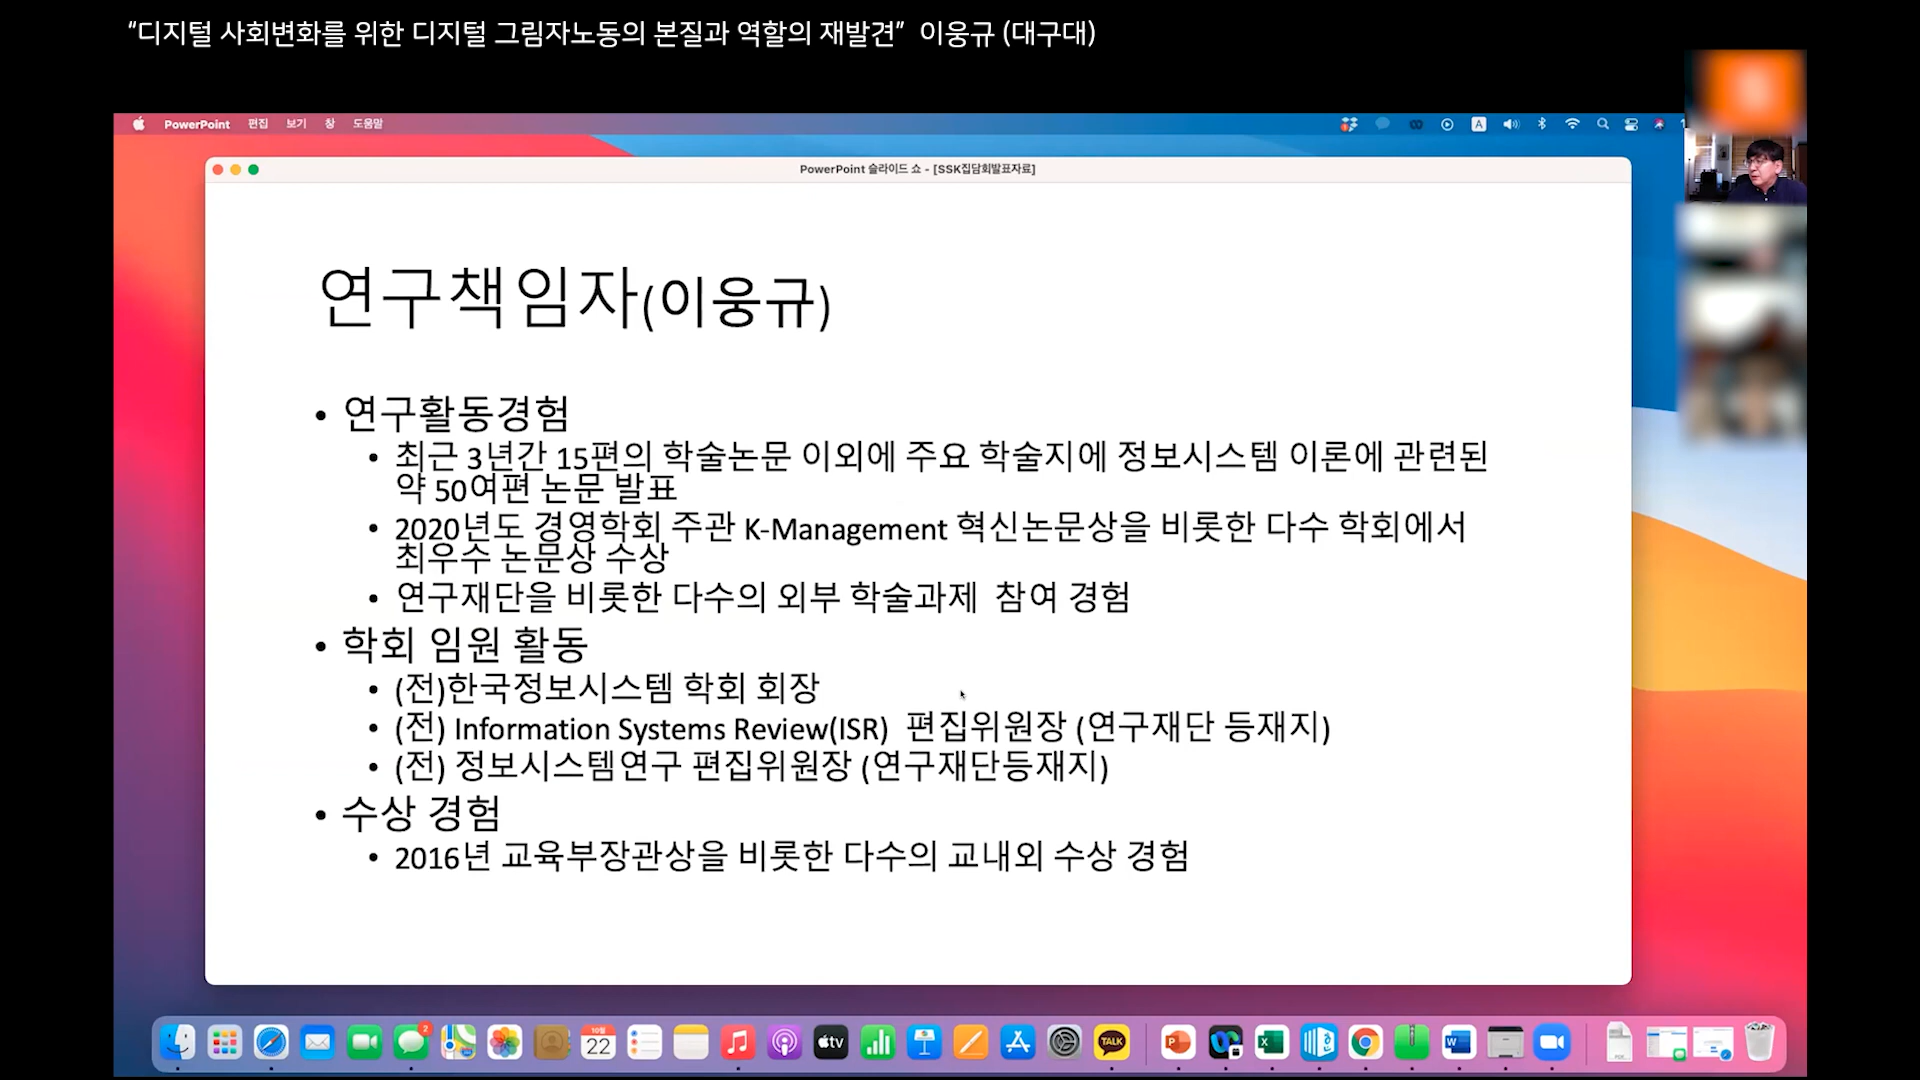 “디지털 사회변화를 위한 디지털 그림자노동의 본질과 역할의 재발견” 이웅규 (대구대)
PowerPoint 편집 보기 창 도움말
A
PowerPoint 슬라이드 쇼 - [SSK집담회발표자료]
연구책임자(이웅규)
• 연구활동경험
• 최근 3년간 15편의 학술논문 이외에 주요 학술지에 정보시스템 이론에 관련된
약 50여편 논문 발표
• 2020년도 경영학회 주관 K-Management 혁신논문상을 비롯한 다수 학회에서
최우수 논문상 수상
• 연구재단을 비롯한 다수의 외부 학술과제 참여 경험
• 학회 임원 활동
• (전)한국정보시스템 학회 회장
• (전) Information Systems Review(ISR) 편집위원장 (연구재단 등재지)
• (전) 정보시스템연구 편집위원장 (연구재단등재지)
• 수상 경험
• 2016년 교육부장관상을 비롯한 다수의 교내외 수상 경험
2
10월
22
tv
TALK
P
X
W